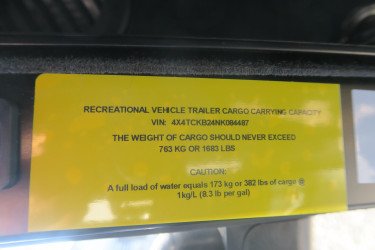 RECREATIONAL VEHICLE TRAILER CARGO CARRYING CAPACITY
VIN: 4X4TCKB24NK084487
THE WEIGHT OF CARGO SHOULD NEVER EXCEED
763 KG OR 1683 LBS
CAUTION:
A full load of water equals 173 kg or 382 lbs of cargo @
1kg/L (8.3 lb per gal)